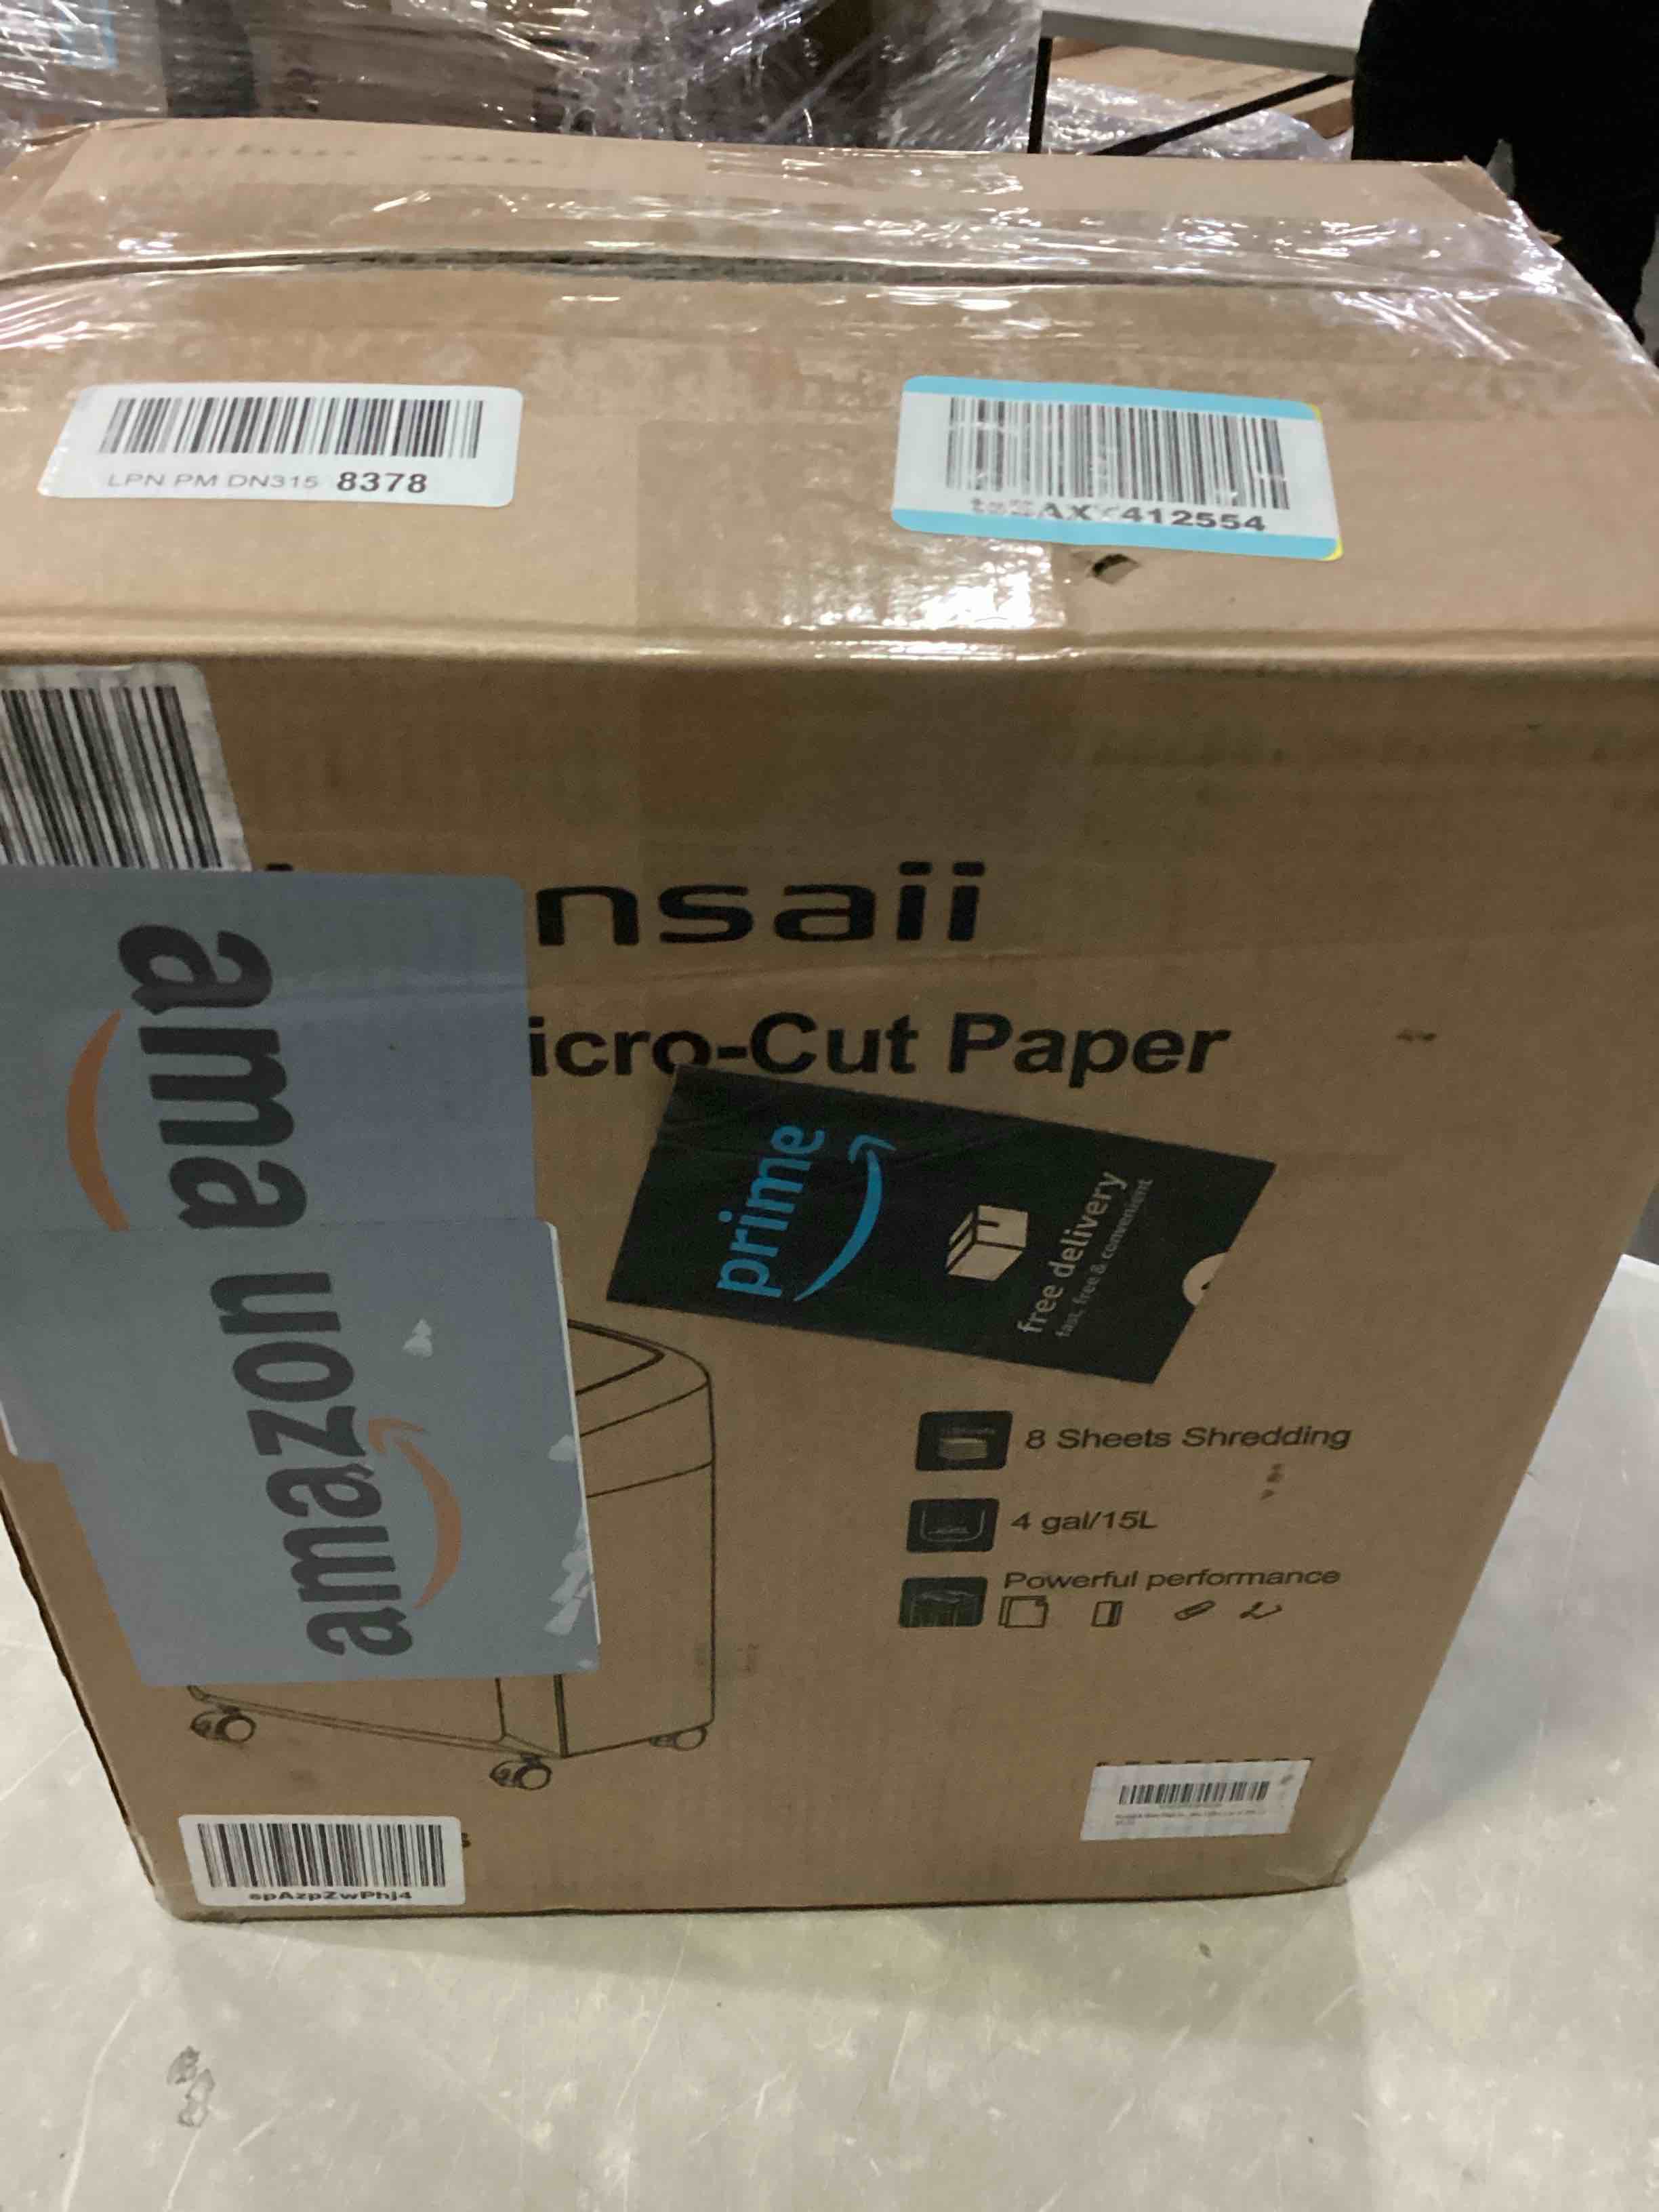 LPN PM DN315 8378
412554
nsaii
icro-Cut Paper
amazon
ama
prime
free delivery
fast, free & convenient
8 Sheets Shredding
4 gal/15L
Powerful performance
spAzpZwPhj4